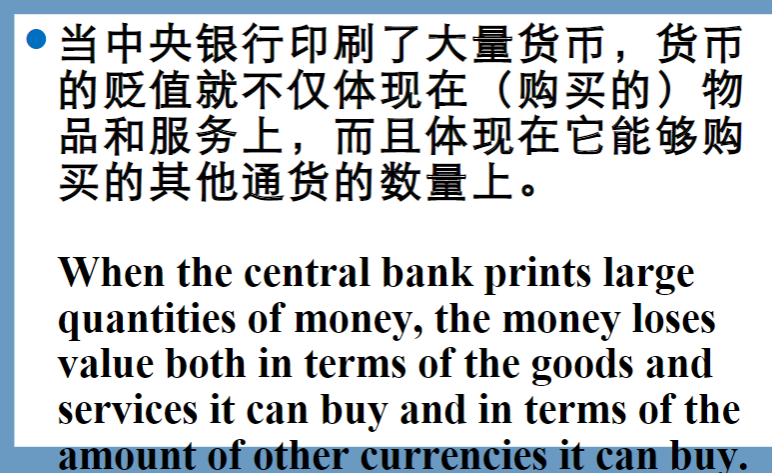 当中央银行印刷了大量货币，货币
的贬值就不仅体现在（购买的）物
品和服务上，而且体现在它能够购
买的其他通货的数量上。
When the central bank prints large
quantities of money, the money loses
value both in terms of the goods and
services it can buy and in terms of the
amount of other currencies it can buy.